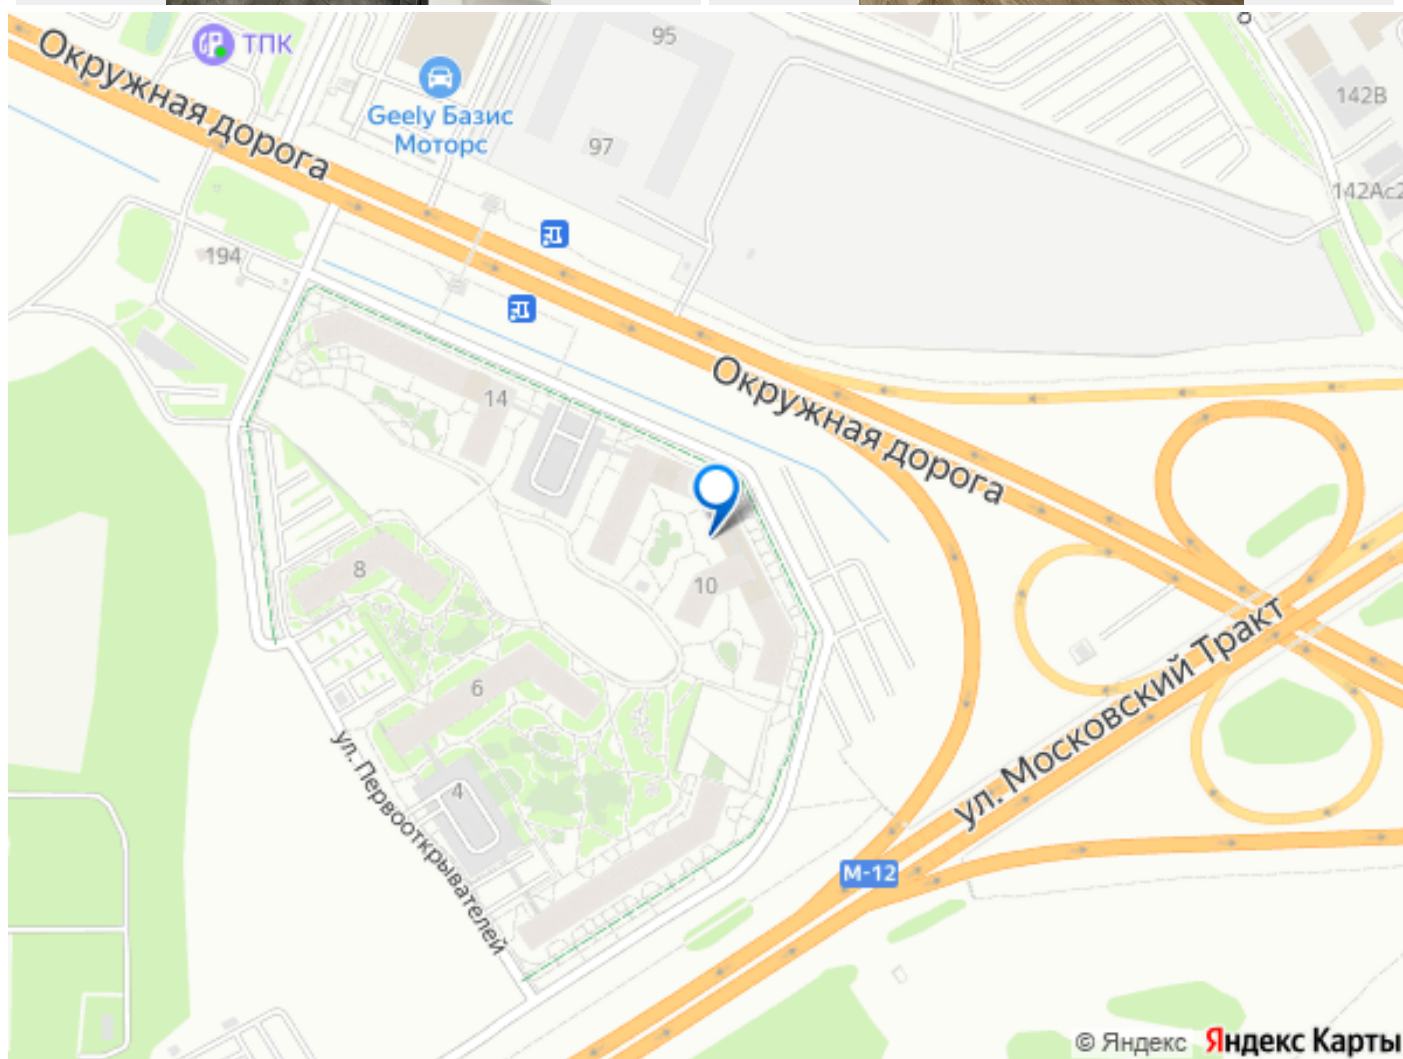 ТПК
95
Окружная дорога
Geely Базис
Моторс
97
142В
142Ас2
194
14
Окружная дорога
8
10
6
ул. Московский Тракт
4
ул. Первооткрывателей
М-12
© Яндекс Яндекс Карты